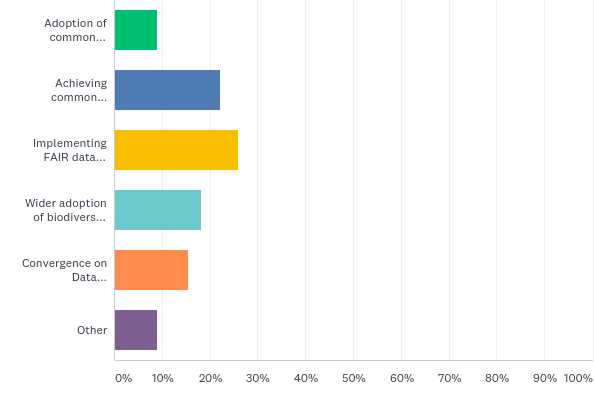 Adoption of
common...
Achieving
common...
Implementing
FAIR data...
Wider adoption
of biodivers...
Convergence on
Data...
Other
0% 10% 20% 30% 40% 50% 60% 70% 80% 90% 100%